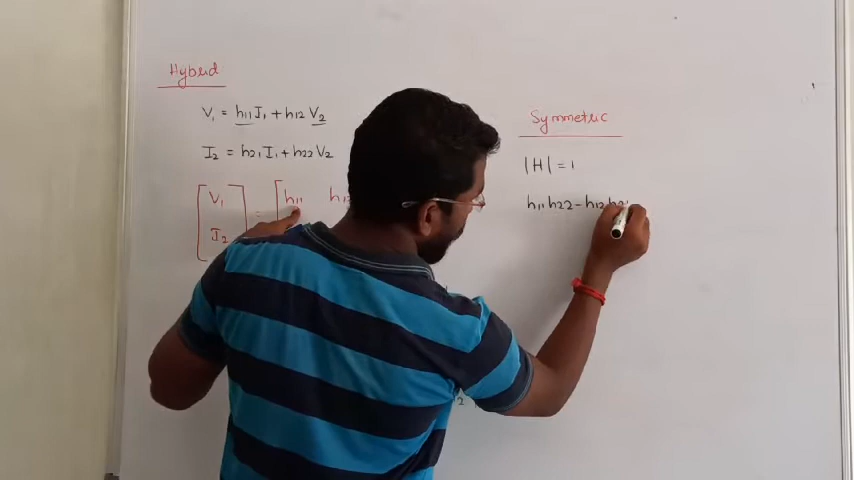 Hybrid
V1 = h11 I1 + h12 V2
I2 = h21 I1 + h22 V2
V1 = h11
I2
Symmetric
|H| = 1
h11 h22 - h12 h21